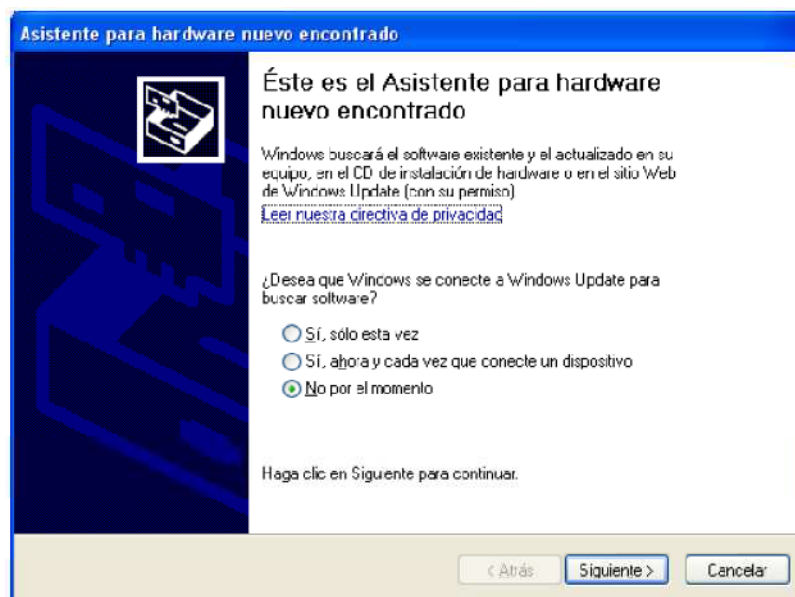 Asistente para hardware nuevo encontrado
Éste es el Asistente para hardware
nuevo encontrado
Windows buscará el software existente y el actualizado en su
equipo, en el CD de instalación de hardware o en el sitio Web
de Windows Update (con su permiso)
Leer nuestra directiva de privacidad
¿Desea que Windows se conecte a Windows Update para
buscar software?
Sí, sólo esta vez
Sí, ahora y cada vez que conecte un dispositivo
No por el momento
Haga clic en Siguiente para continuar.
< Atrás
Siguiente >
Cancelar